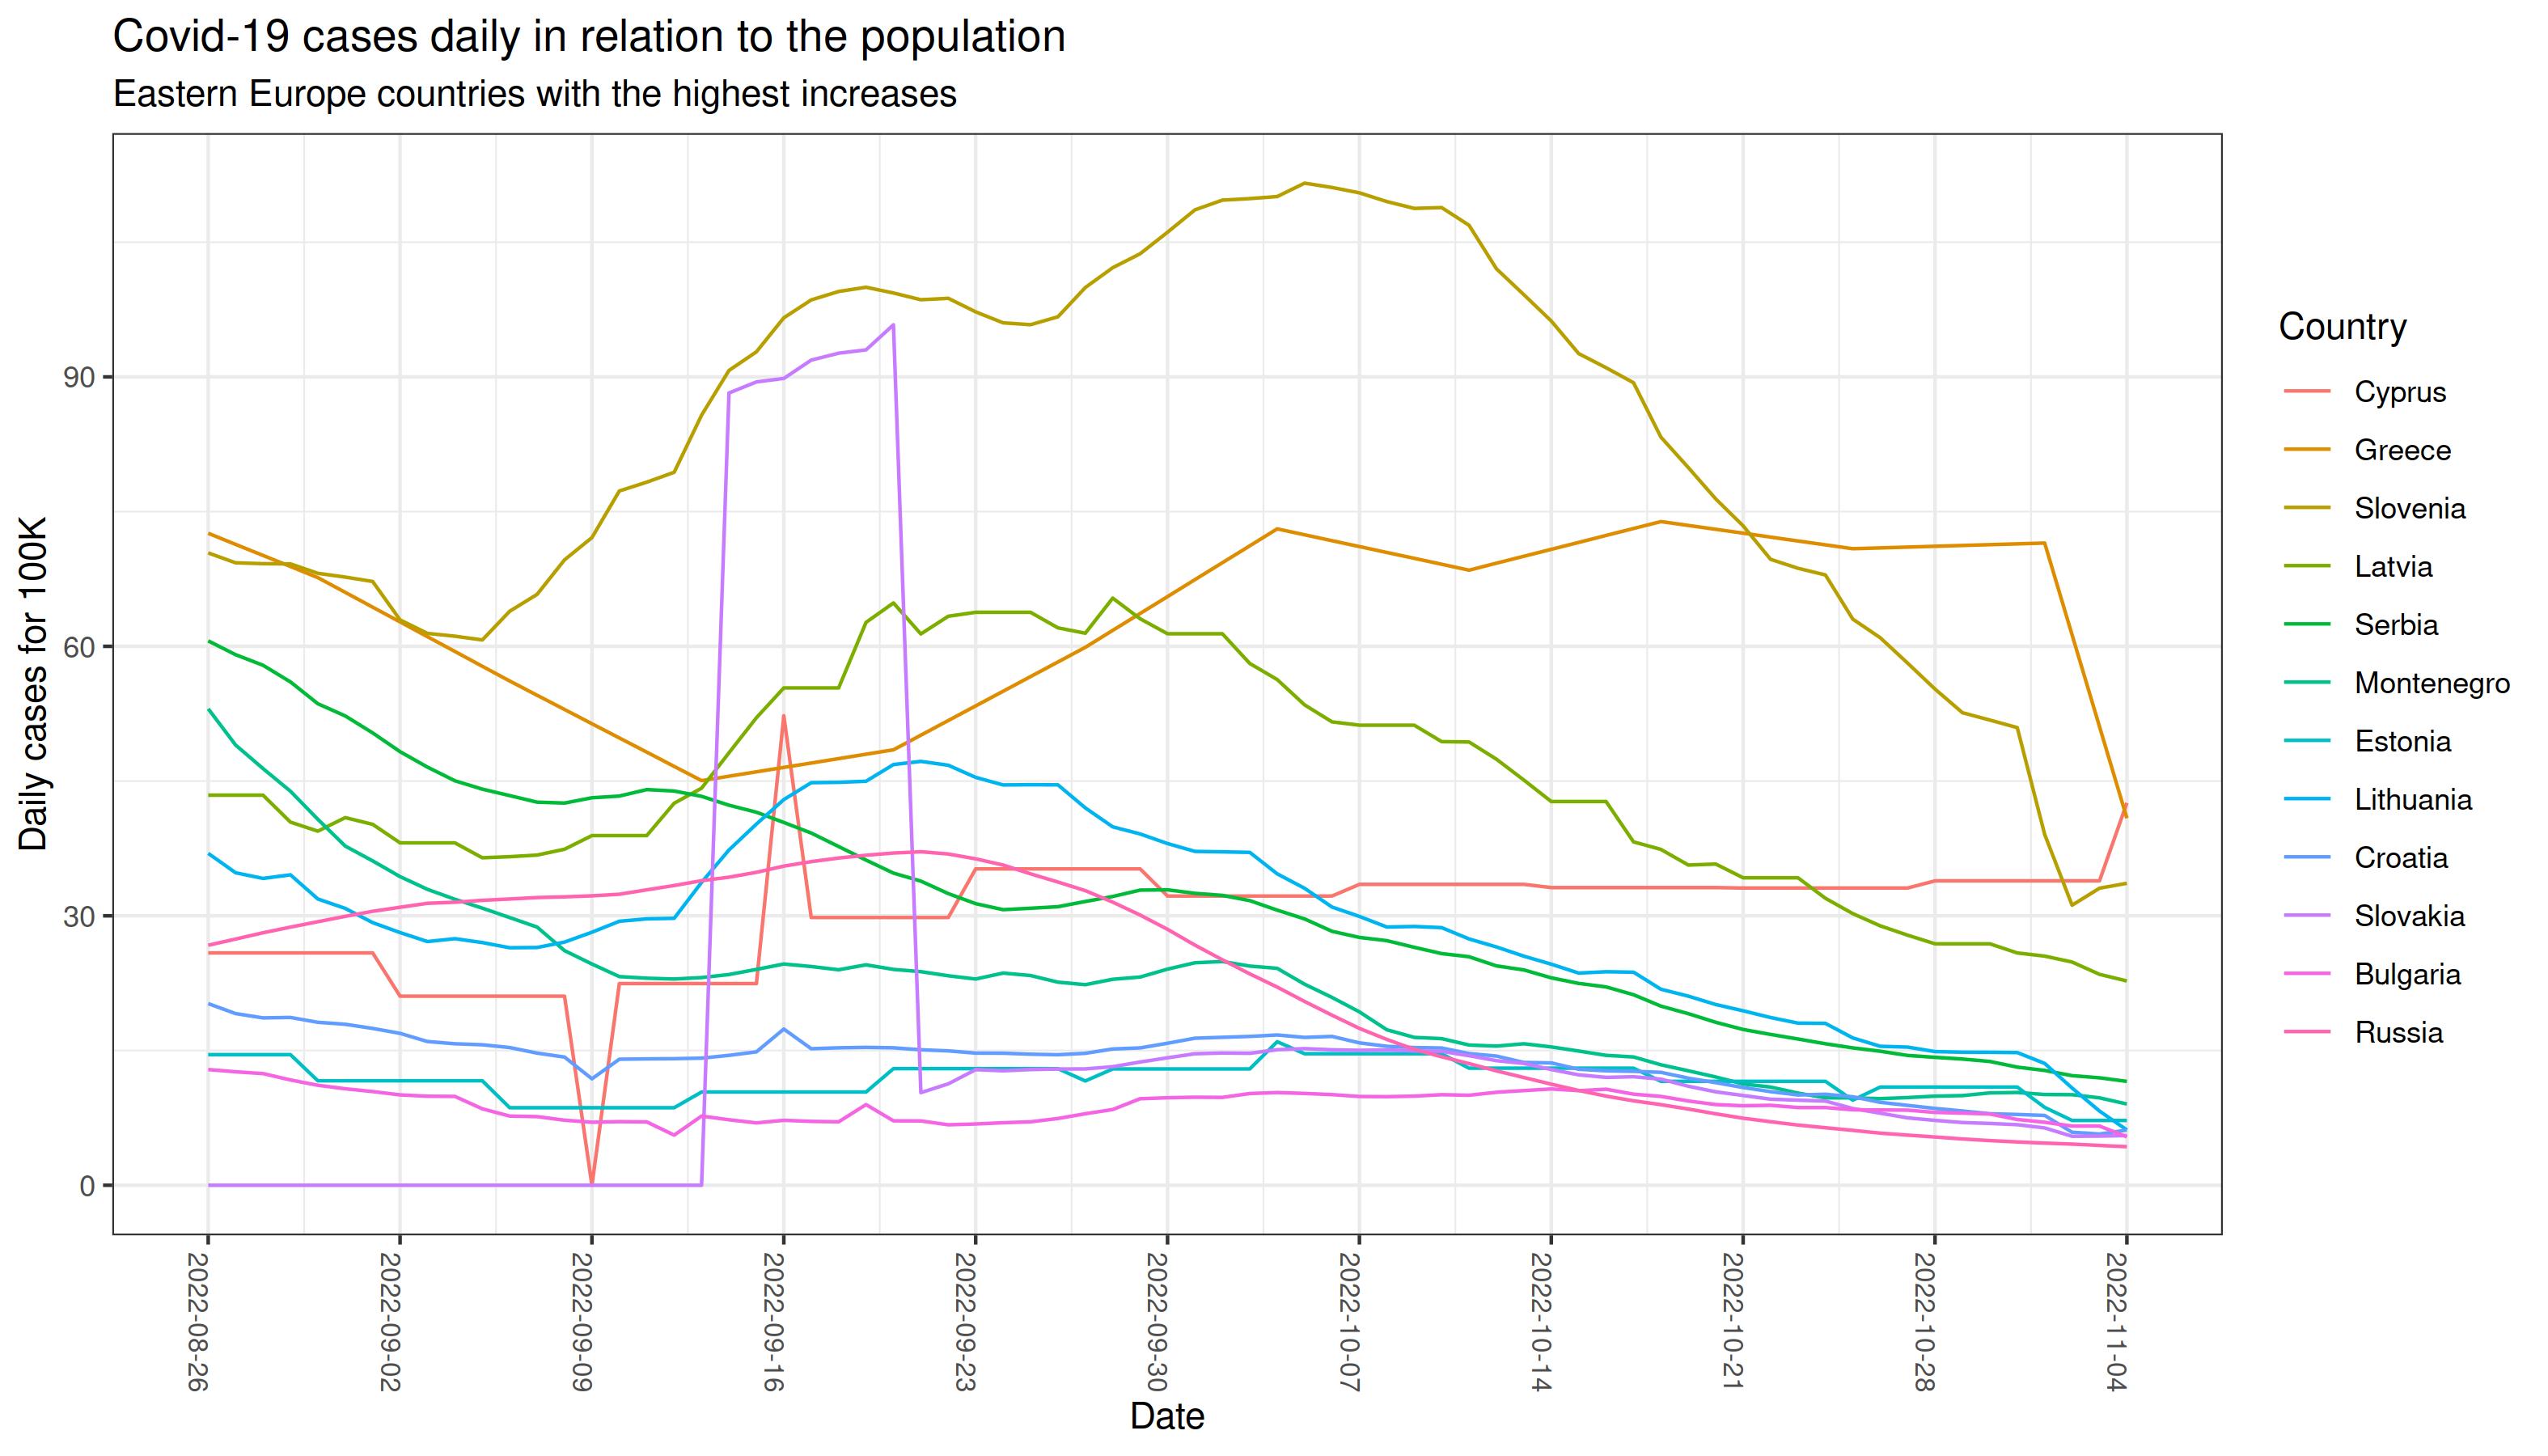 Covid-19 cases daily in relation to the population
Eastern Europe countries with the highest increases
Daily cases for 100K
90
60
30
0
2022-08-26
2022-09-02
2022-09-09
2022-09-16
2022-09-23
2022-09-30
2022-10-07
2022-10-14
2022-10-21
2022-10-28
2022-11-04
Date
Country
Cyprus
Greece
Slovenia
Latvia
Serbia
Montenegro
Estonia
Lithuania
Croatia
Slovakia
Bulgaria
Russia